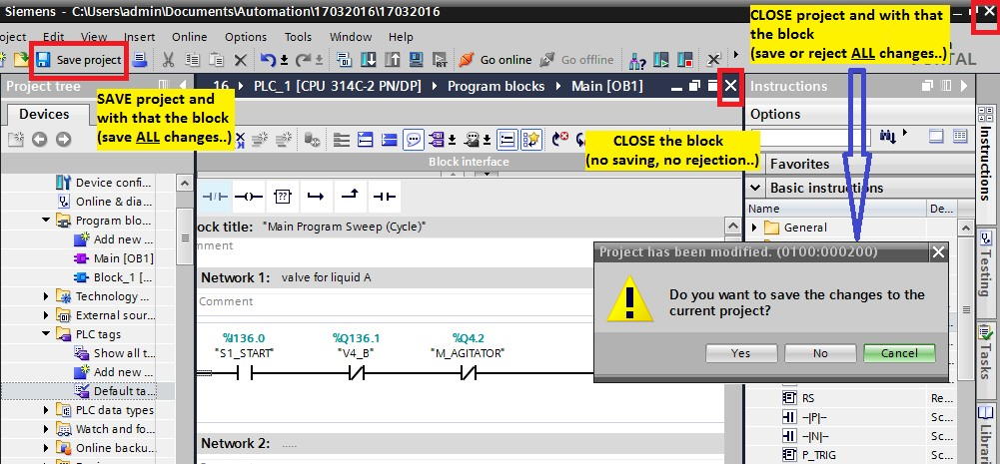 Siemens - C:\Users\admin\Documents\Automation\17032016\17032016
CLOSE project and with that
the block
(save or reject ALL changes..)
oject Edit View Insert Online Options Tools Window Help
Save project
Go online
Go offline
RTAL
Project tree
16
PLC_1 [CPU 314C-2 PN/DP]
Program blocks
Main [OB1]
Instructions
SAVE project and
with that the block
(save ALL changes..)
Devices
Options
CLOSE the block
(no saving, no rejection..)
Block interface
Favorites
Basic instructions
Name
De...
General
Device confi...
Online & dia...
Program blo...
Add new ...
Main [OB1]
Block_1 [...
Technology ...
External sour...
PLC tags
Show all t...
Add new ...
Default ta...
PLC data types
Watch and fo...
Online backu...
??
ock title: "Main Program Sweep (Cycle)"
mment
Network 1: valve for liquid A
Comment
%I136.0
"S1_START"
%Q136.1
"V4_B"
%Q4.2
"M_AGITATOR"
Network 2: .....
Project has been modified. (0100:000200)
Do you want to save the changes to the
current project?
Yes
No
Cancel
RS
Re...
-|P|-
Sc...
-|N|-
Sc...
P_TRIG
Sc...
Instructions
Testing
Tasks
Libraries